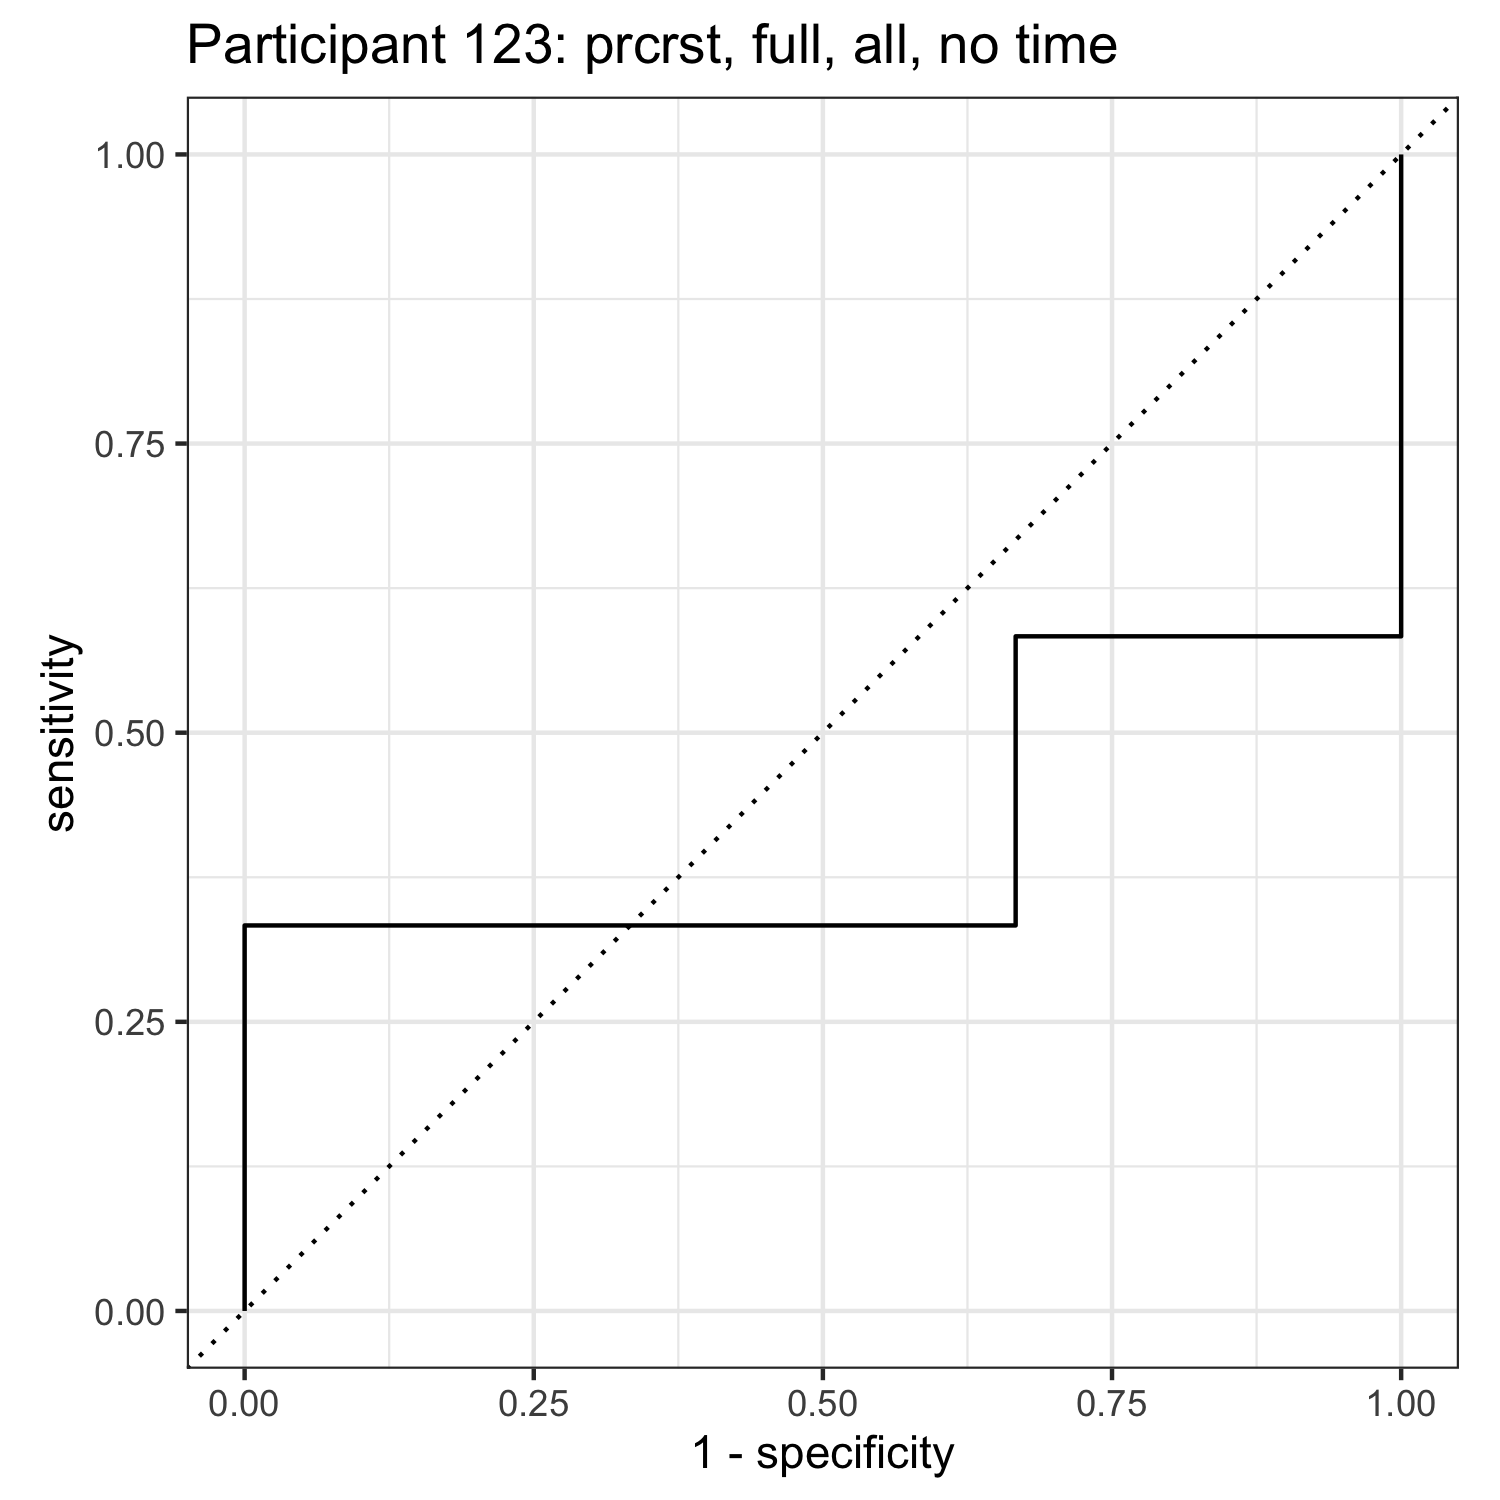 Participant 123: prcrst, full, all, no time
1.00
0.75
0.50
0.25
0.00
sensitivity
0.00 0.25 0.50 0.75 1.00
1 - specificity